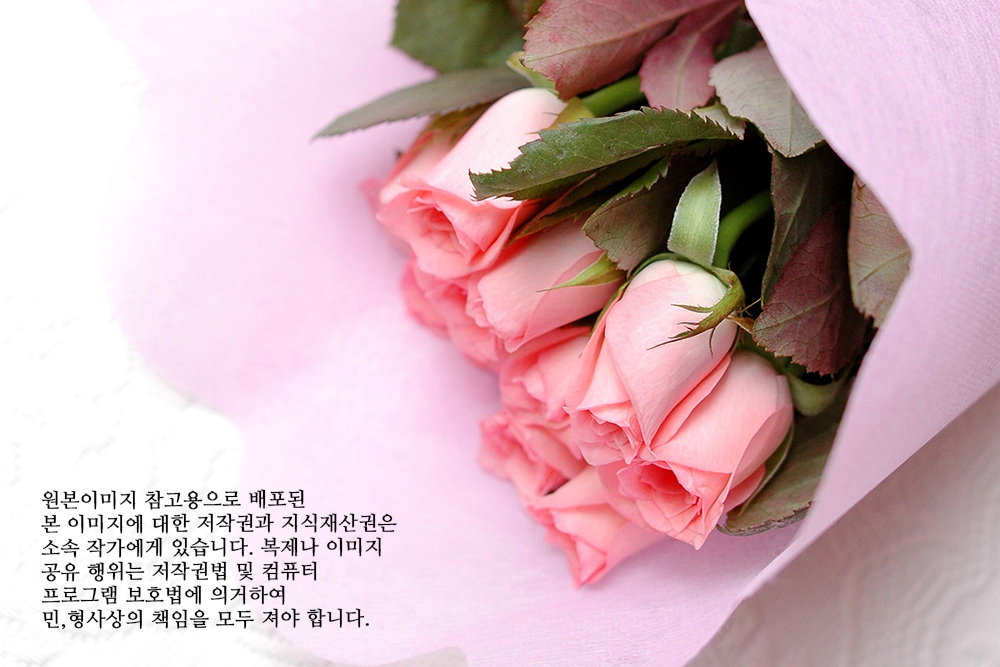 원본이미지 참고용으로 배포된
본 이미지에 대한 저작권과 지식재산권은
소속 작가에게 있습니다. 복제나 이미지
공유 행위는 저작권법 및 컴퓨터
프로그램 보호법에 의거하여
민,형사상의 책임을 모두 져야 합니다.